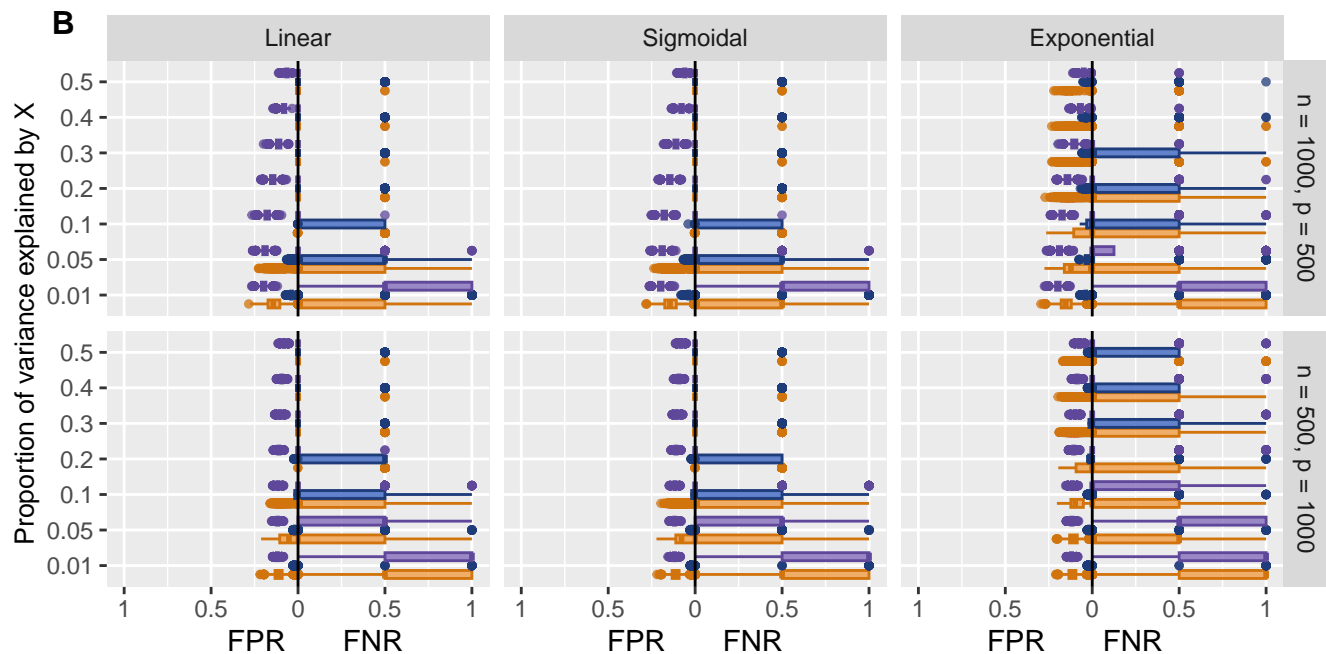 B
Linear Sigmoidal Exponential
Proportion of variance explained by X
0.5
0.4
0.3
0.2
0.1
0.05
0.01
n = 1000, p = 500
0.5
0.4
0.3
0.2
0.1
0.05
0.01
n = 500, p = 1000
1 0.5 0 0.5 1 1 0.5 0 0.5 1 1 0.5 0 0.5 1
FPR FNR FPR FNR FPR FNR